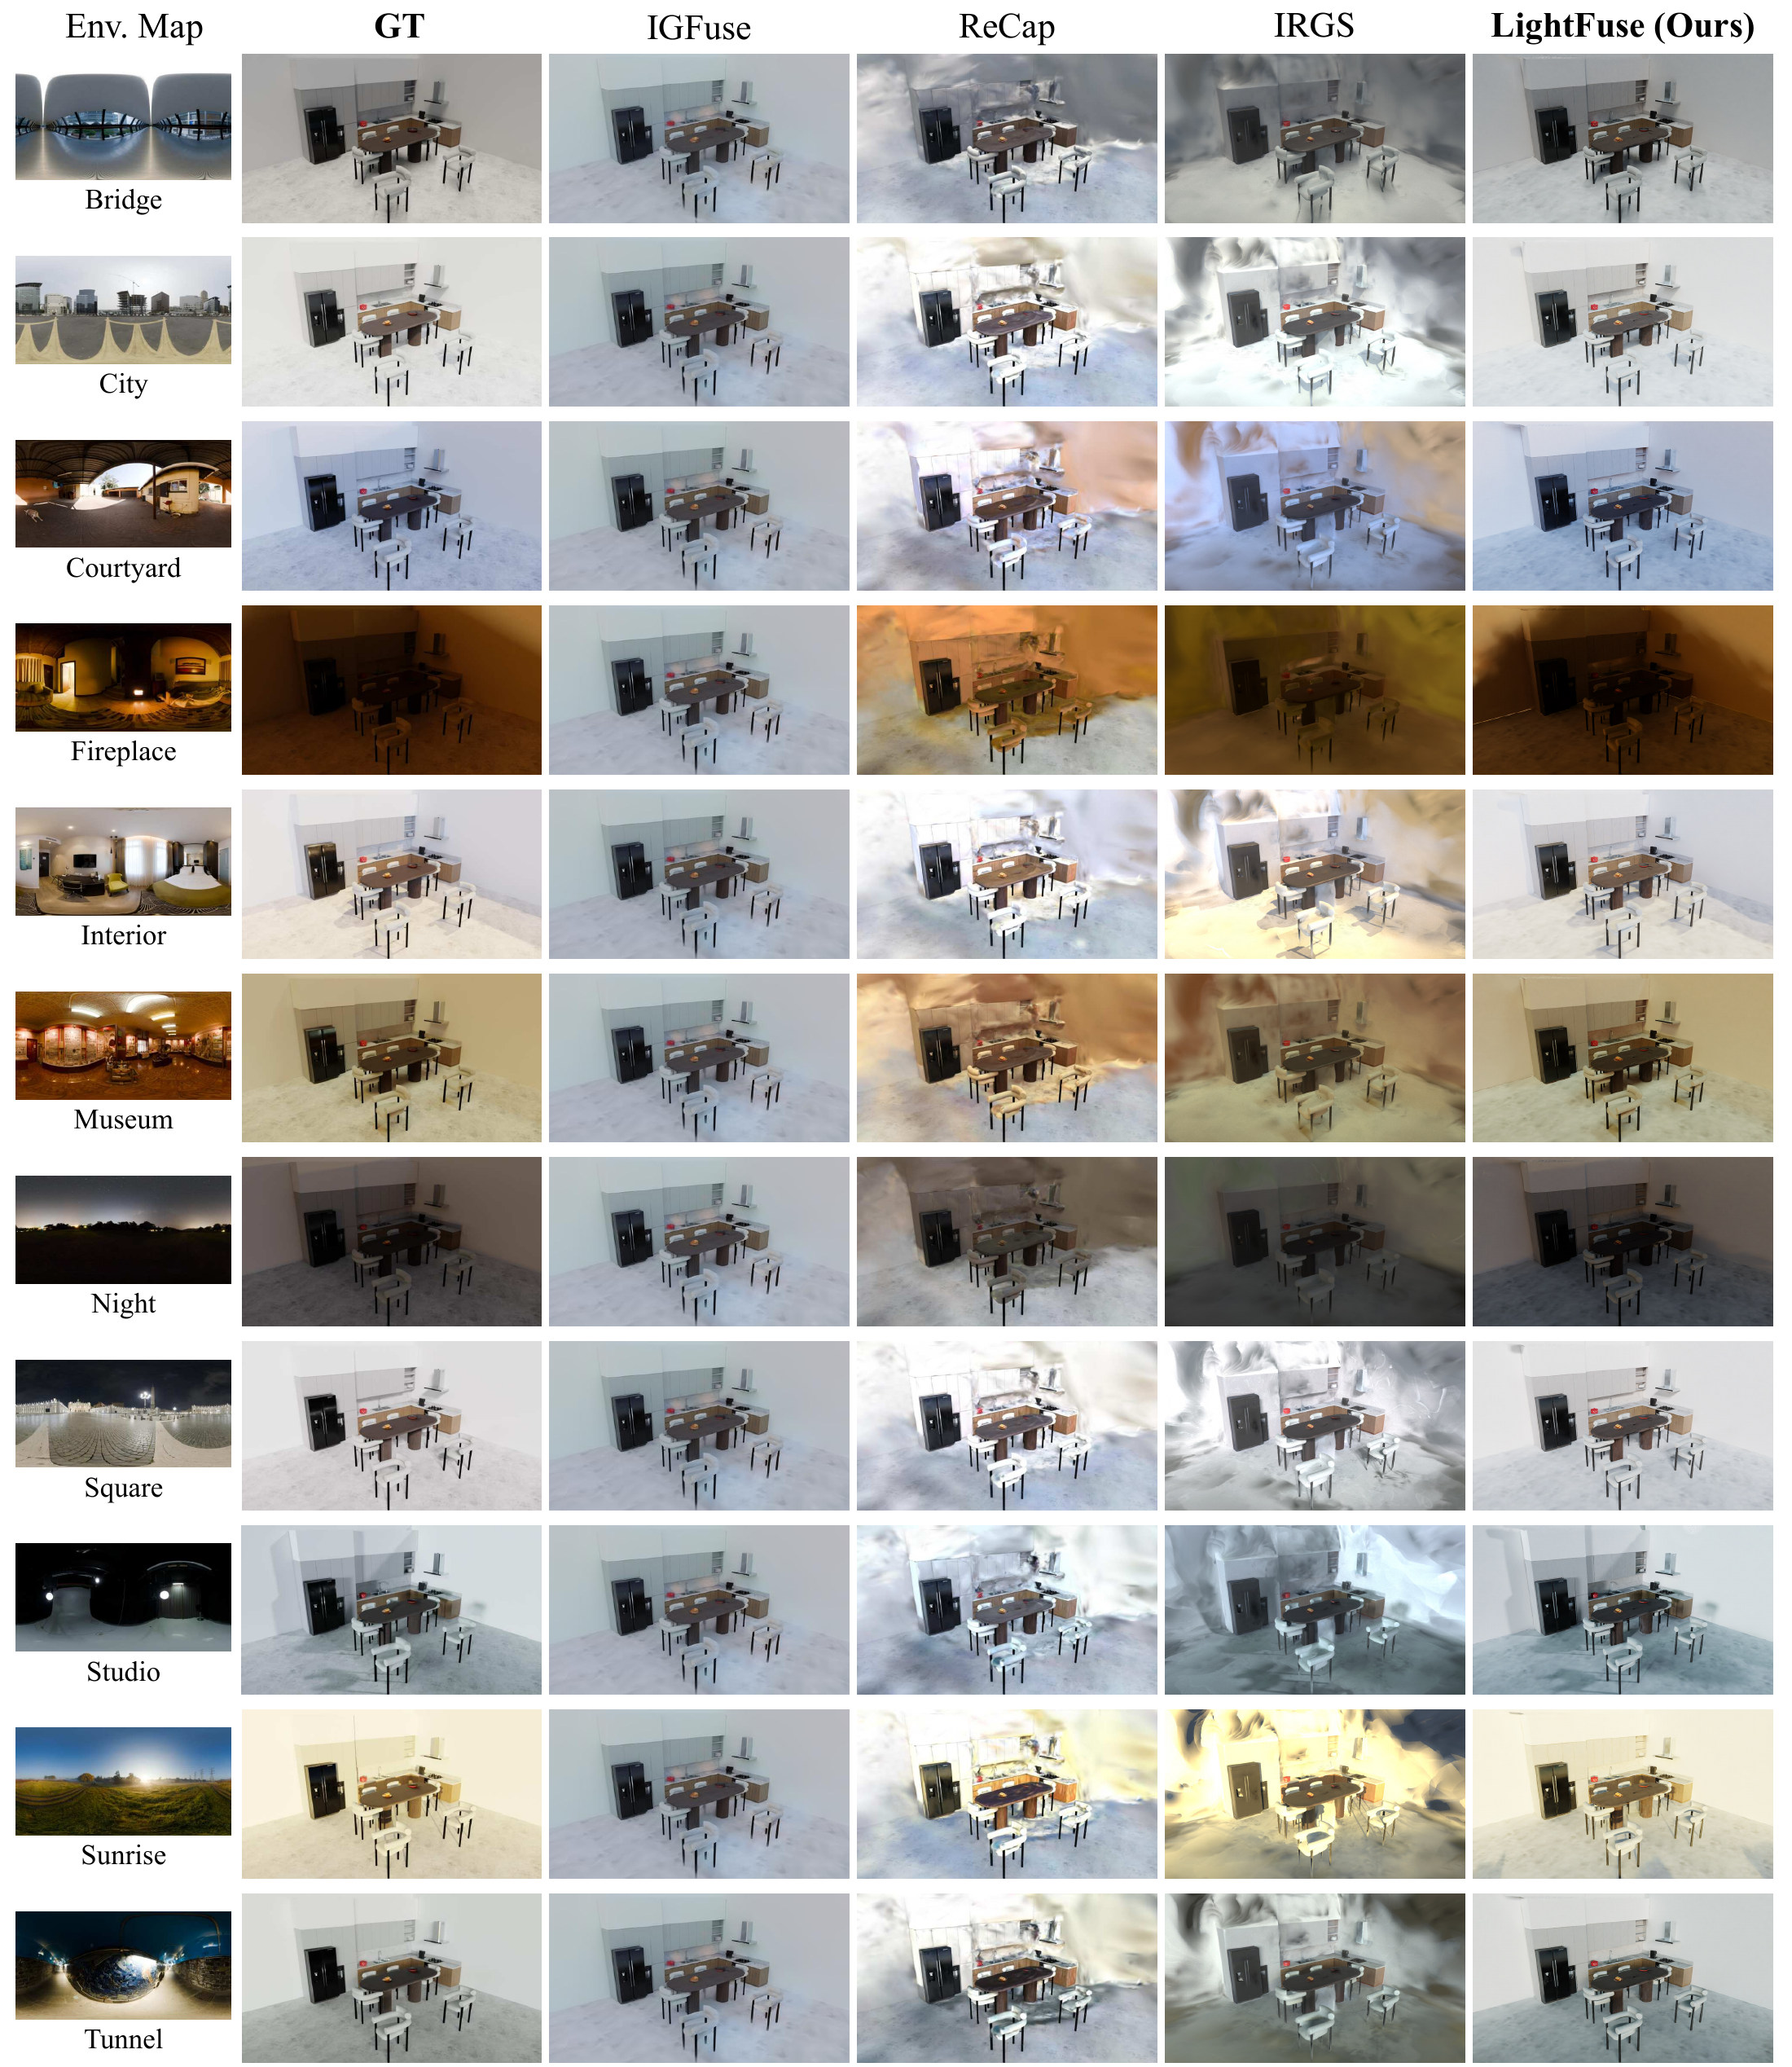 Env. Map GT IGFuse ReCap IRGS LightFuse (Ours)
Bridge
City
Courtyard
Fireplace
Interior
Museum
Night
Square
Studio
Sunrise
Tunnel